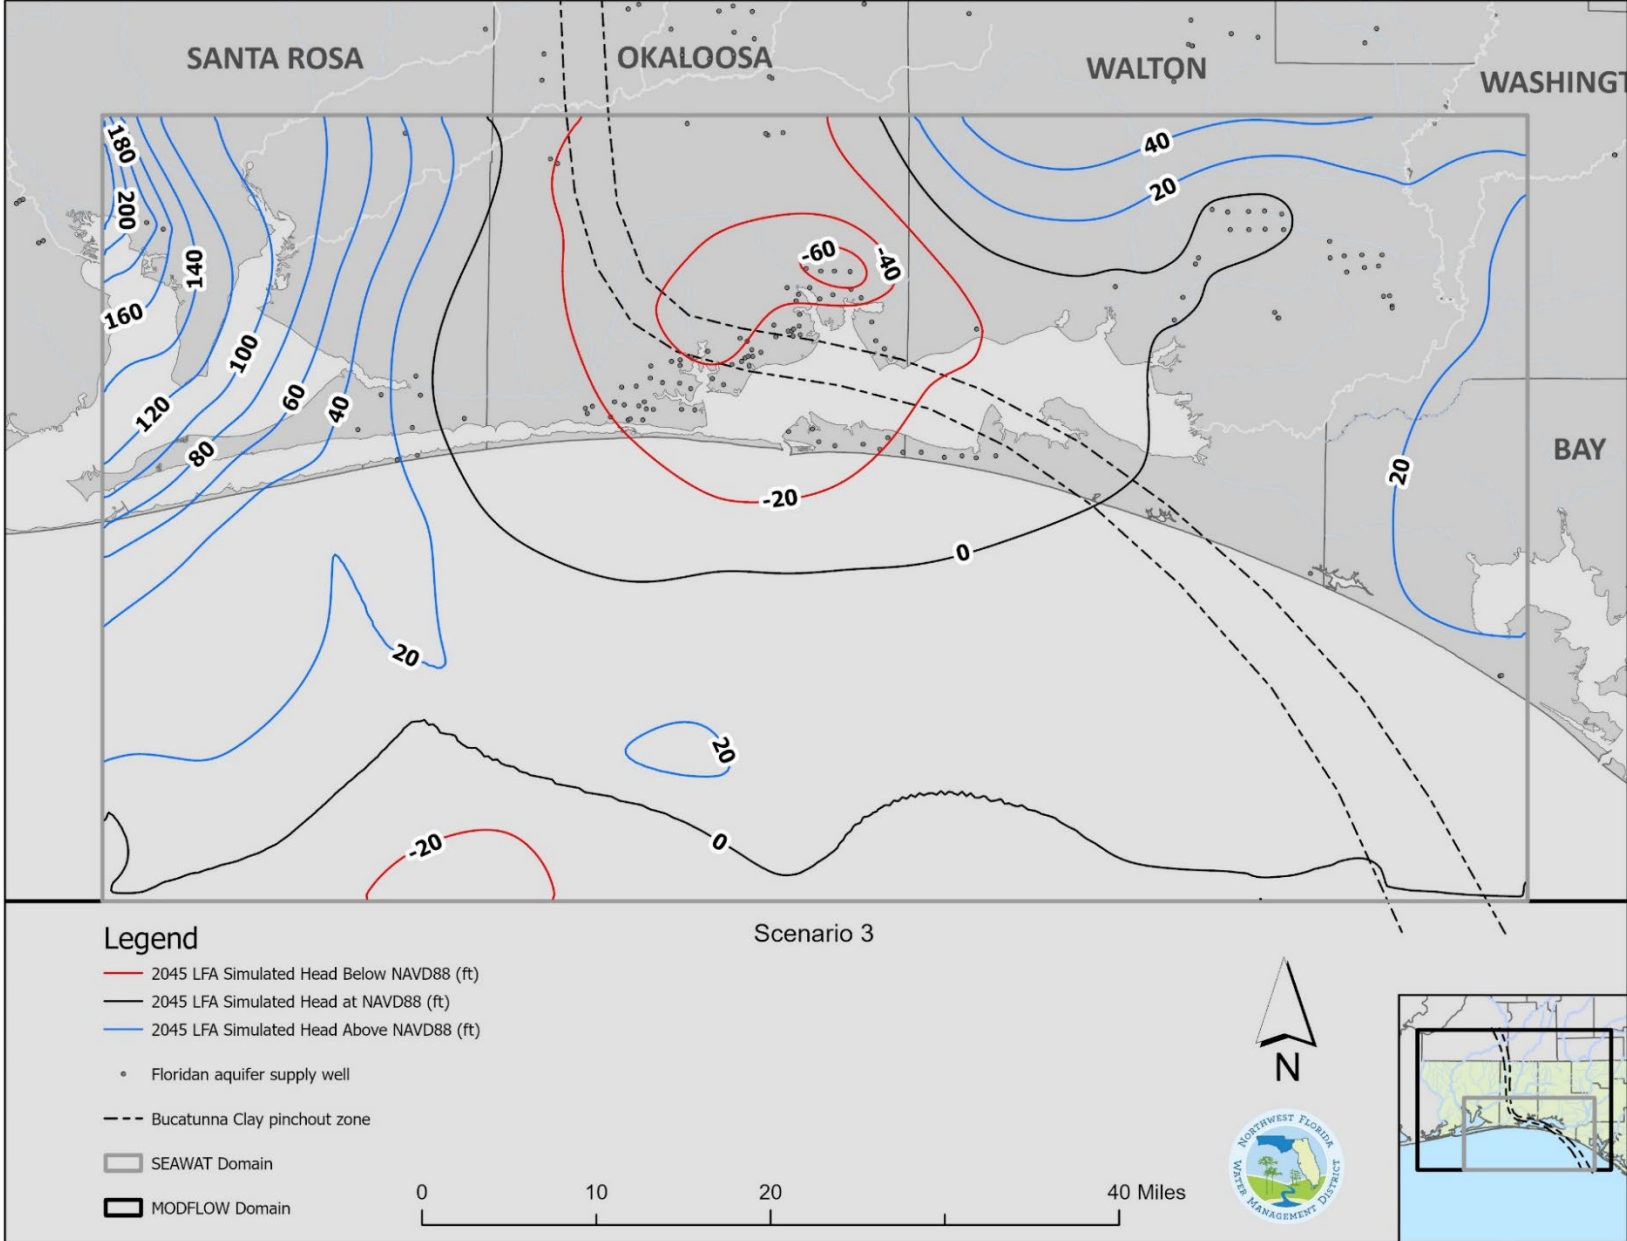 SANTA ROSA
OKALOOSA
WALTON
WASHINGT
180
200
140
160
100
120
60
40
80
-60
-40
40
20
20
BAY
-20
0
20
20
-20
0
Scenario 3
Legend
2045 LFA Simulated Head Below NAVD88 (ft)
2045 LFA Simulated Head at NAVD88 (ft)
2045 LFA Simulated Head Above NAVD88 (ft)
Floridan aquifer supply well
Bucatunna Clay pinchout zone
SEAWAT Domain
MODFLOW Domain
0 10 20 40 Miles
N
NORTHWEST FLORIDA
WATER MANAGEMENT DISTRICT